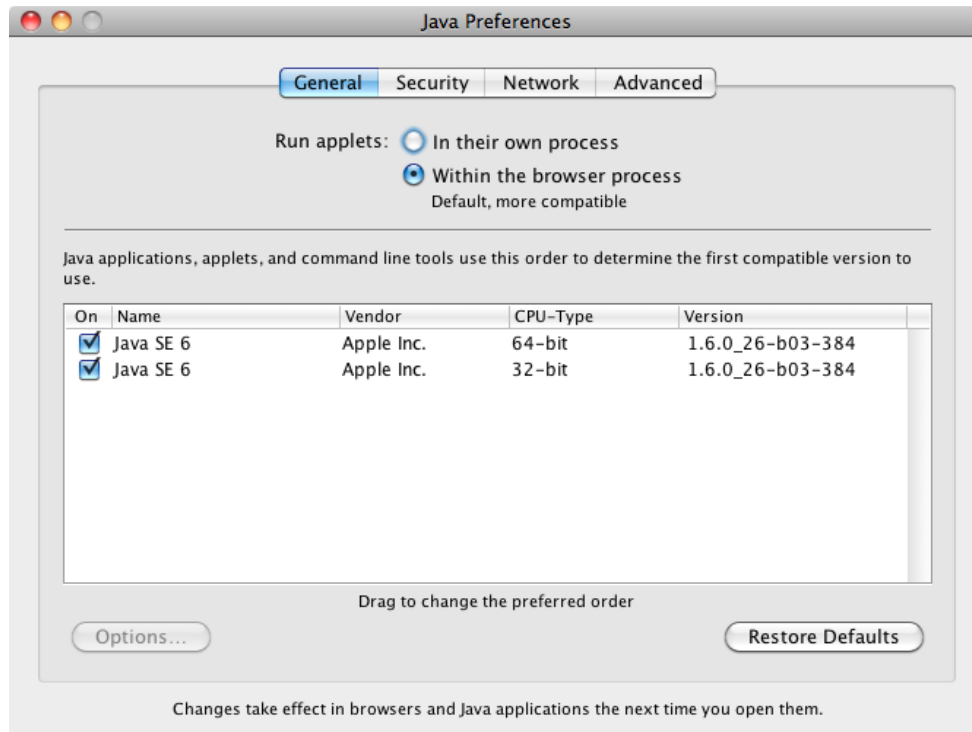 Java Preferences
General Security Network Advanced
Run applets: In their own process
Within the browser process
Default, more compatible
Java applications, applets, and command line tools use this order to determine the first compatible version to
use.
On Name Vendor CPU-Type Version
Java SE 6 Apple Inc. 64-bit 1.6.0_26-b03-384
Java SE 6 Apple Inc. 32-bit 1.6.0_26-b03-384
Drag to change the preferred order
Options... Restore Defaults
Changes take effect in browsers and Java applications the next time you open them.